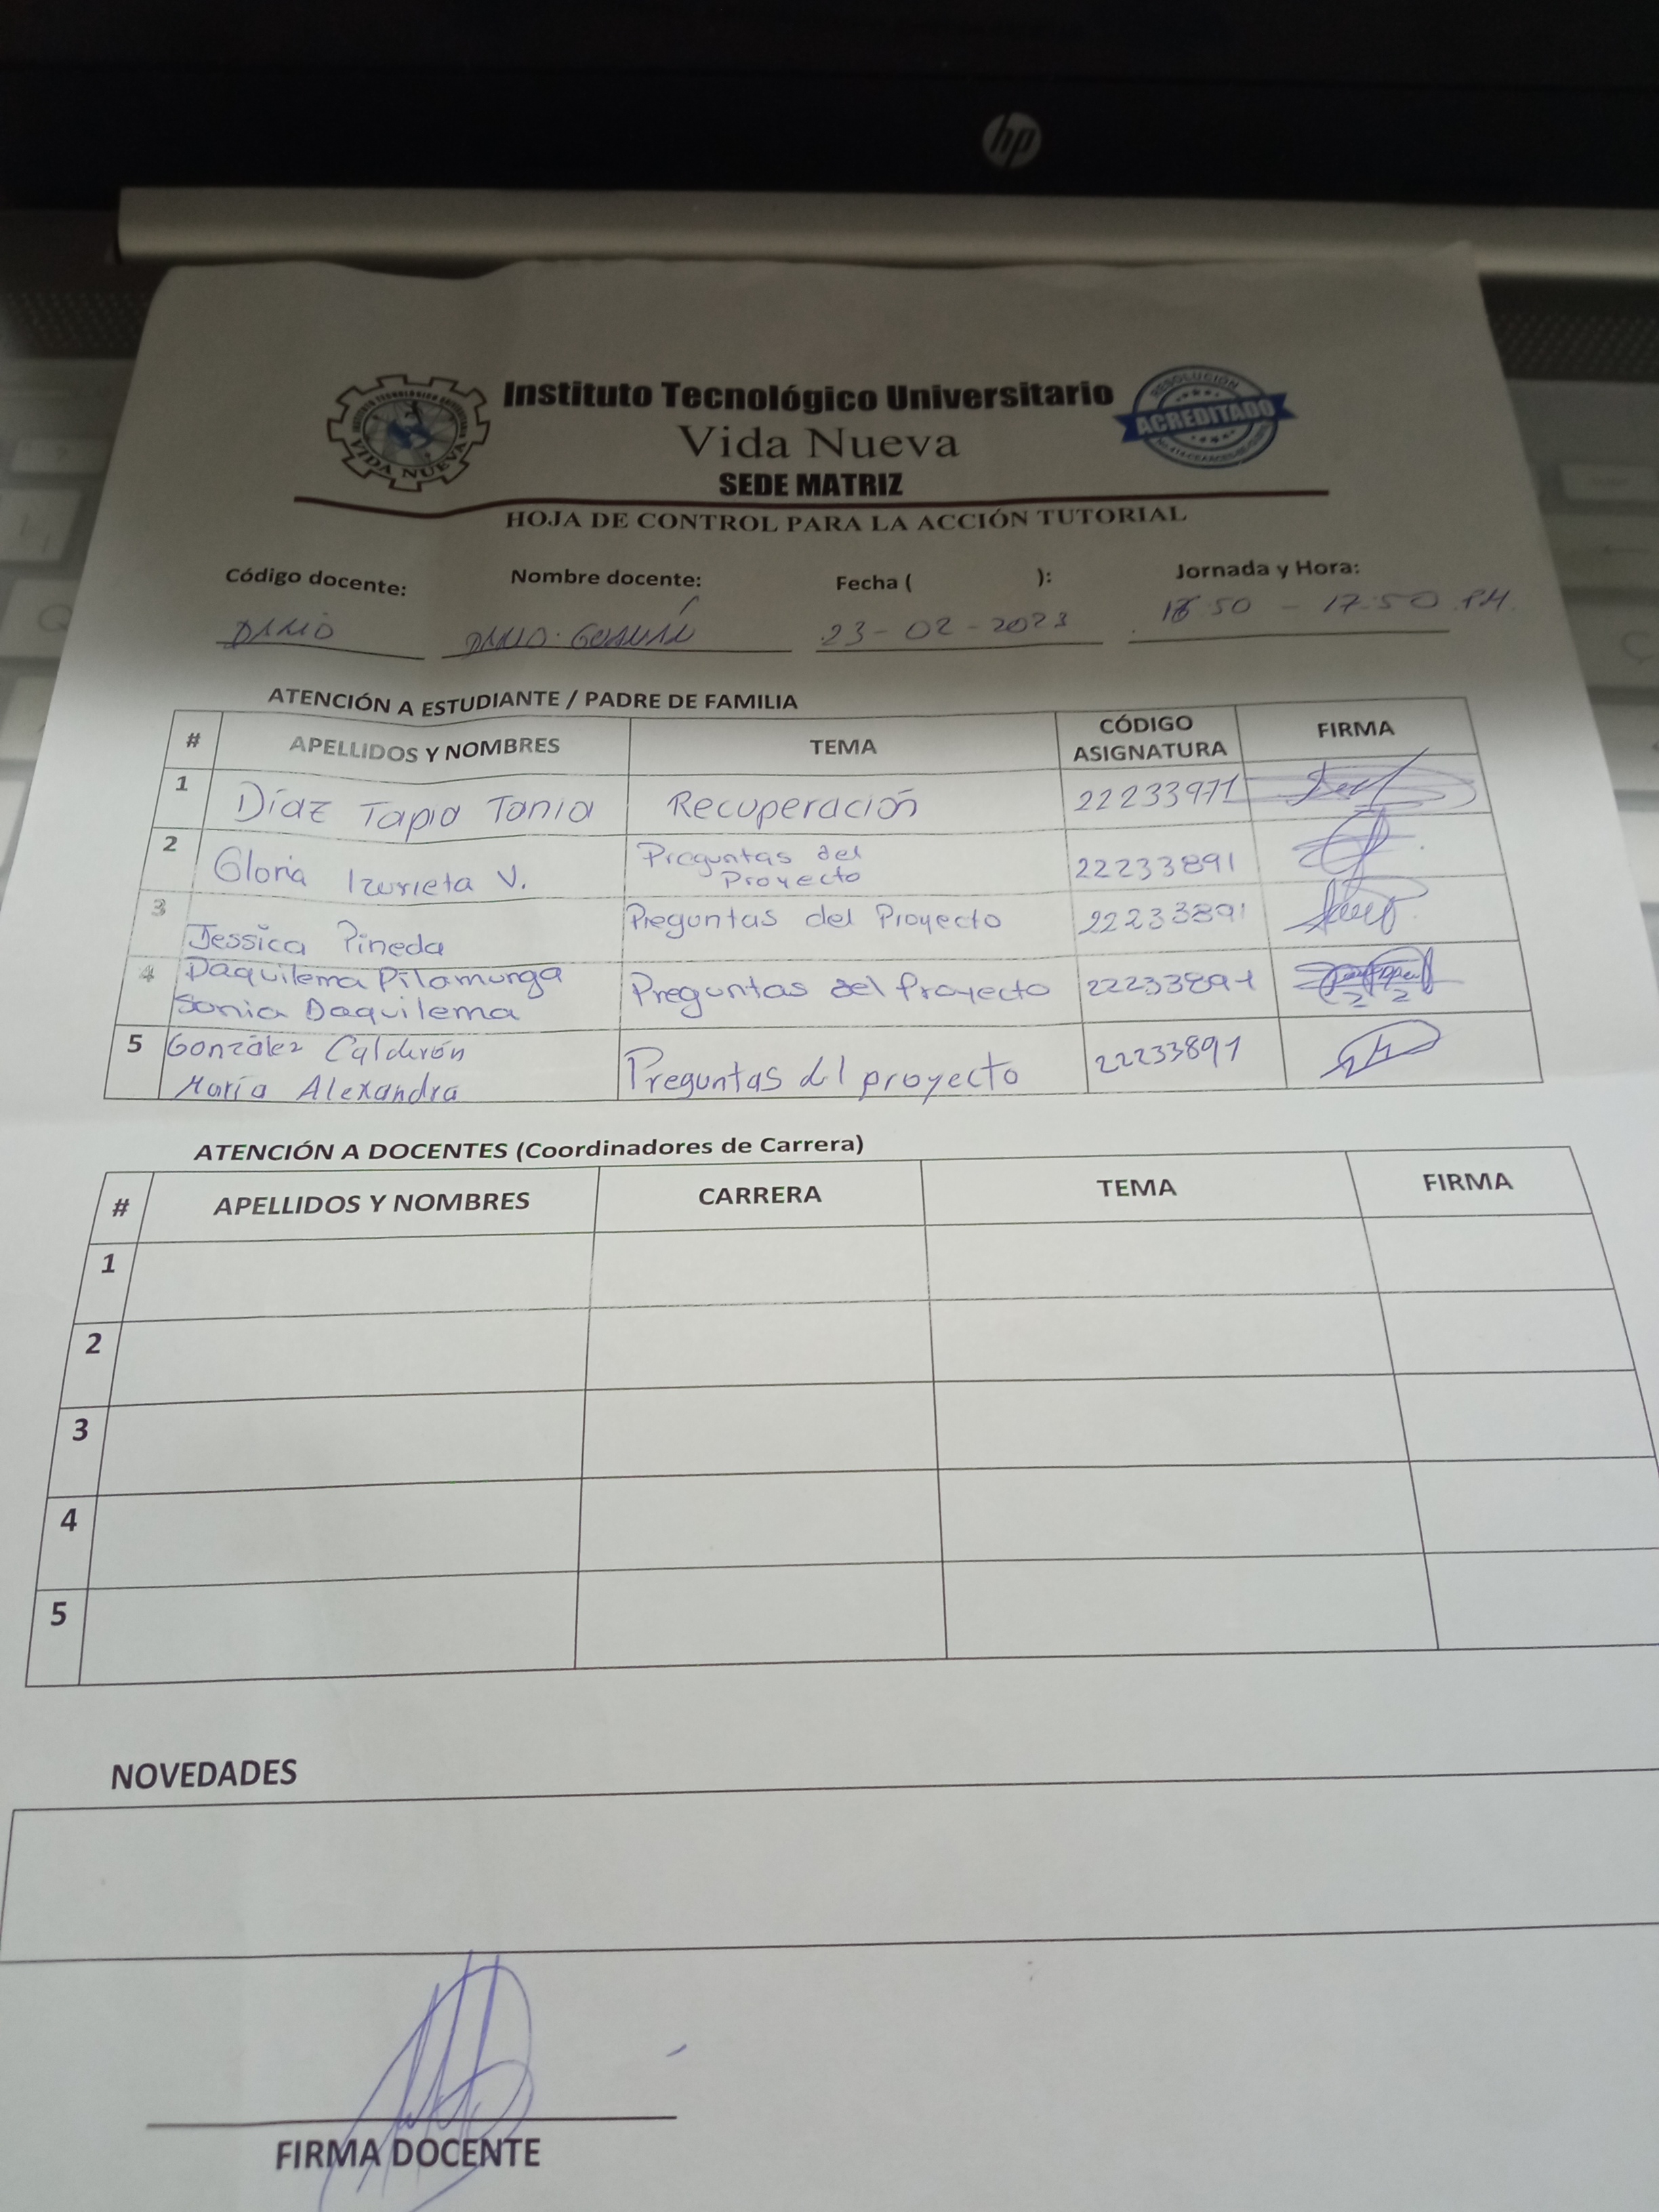 hp
Instituto Tecnológico Universitario
Vida Nueva
SEDE MATRIZ
VIDA NUEVA
RESOLUCIÓN
ACREDITADO
HOJA DE CONTROL PARA LA ACCIÓN TUTORIAL
Código docente: Nombre docente: Fecha ( ): Jornada y Hora:
23-02-2023 16:50 - 17:50 PM.
ATENCIÓN A ESTUDIANTE / PADRE DE FAMILIA
# APELLIDOS Y NOMBRES TEMA CÓDIGO ASIGNATURA FIRMA
1 Díaz Tapia Tania Recuperación 22233971
2 Gloria Izurieta V. Preguntas del Proyecto 22233891
3 Jessica Pineda Preguntas del Proyecto 22233891
4 Daquilema Pilamunga Sonia Daquilema Preguntas del Proyecto 22233891
5 González Calderón María Alexandra Preguntas del proyecto 22233891
ATENCIÓN A DOCENTES (Coordinadores de Carrera)
# APELLIDOS Y NOMBRES CARRERA TEMA FIRMA
1
2
3
4
5
NOVEDADES
FIRMA DOCENTE